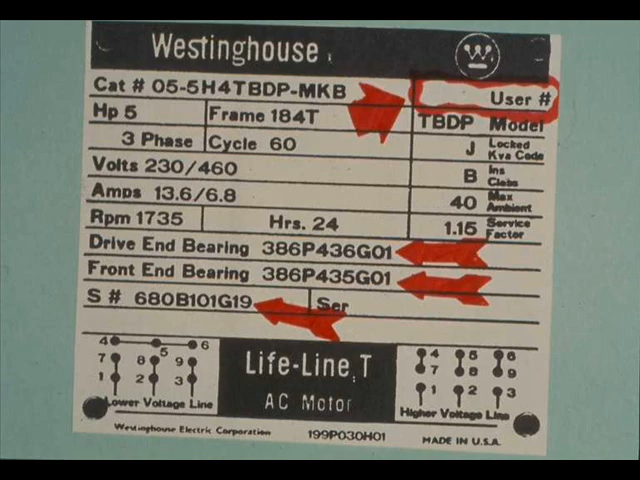 Westinghouse
W
Cat # 05-5H4TBDP-MKB
User #
Hp 5 Frame 184T TBDP Model
3 Phase Cycle 60 J Locked Kva Code
Volts 230/460 B Ins Class
Amps 13.6/6.8 40 Max Ambient
Rpm 1735 Hrs. 24 1.15 Service Factor
Drive End Bearing 386P436G01
Front End Bearing 386P435G01
S # 680B101G19 Ser
4 5 6
7 8 9
1 2 3
Lower Voltage Line
Life-Line T
AC Motor
4 5 6
7 8 9
1 2 3
Higher Voltage Line
Westinghouse Electric Corporation 199P030H01 MADE IN U.S.A.